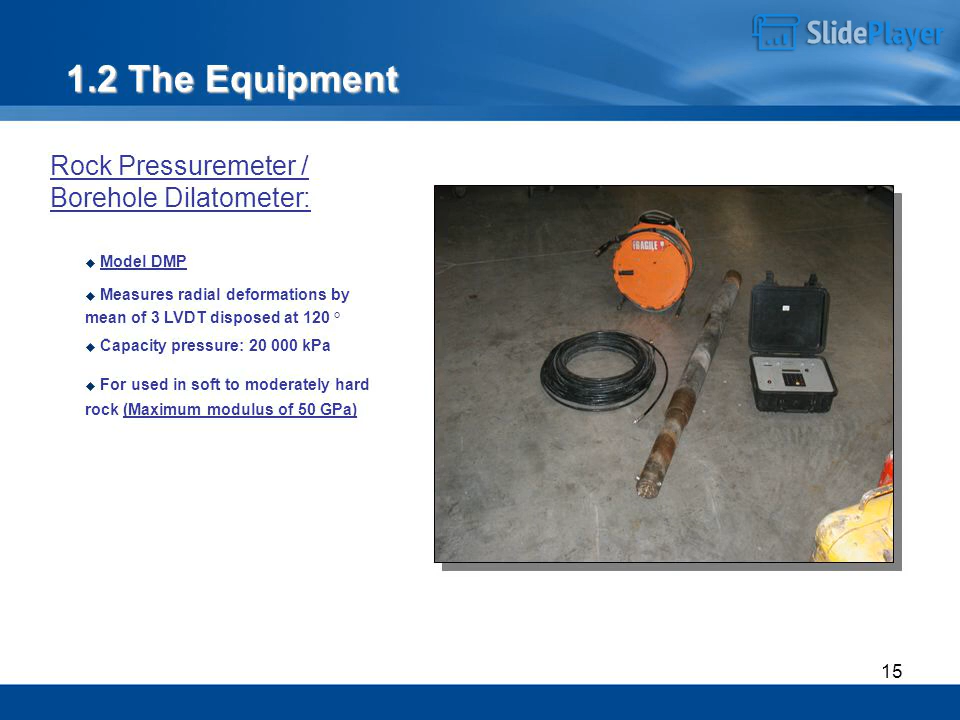 SlidePlayer
1.2 The Equipment
Rock Pressuremeter /
Borehole Dilatometer:
◆ Model DMP
◆ Measures radial deformations by
mean of 3 LVDT disposed at 120 °
◆ Capacity pressure: 20 000 kPa
◆ For used in soft to moderately hard
rock (Maximum modulus of 50 GPa)
FRAGILE
15